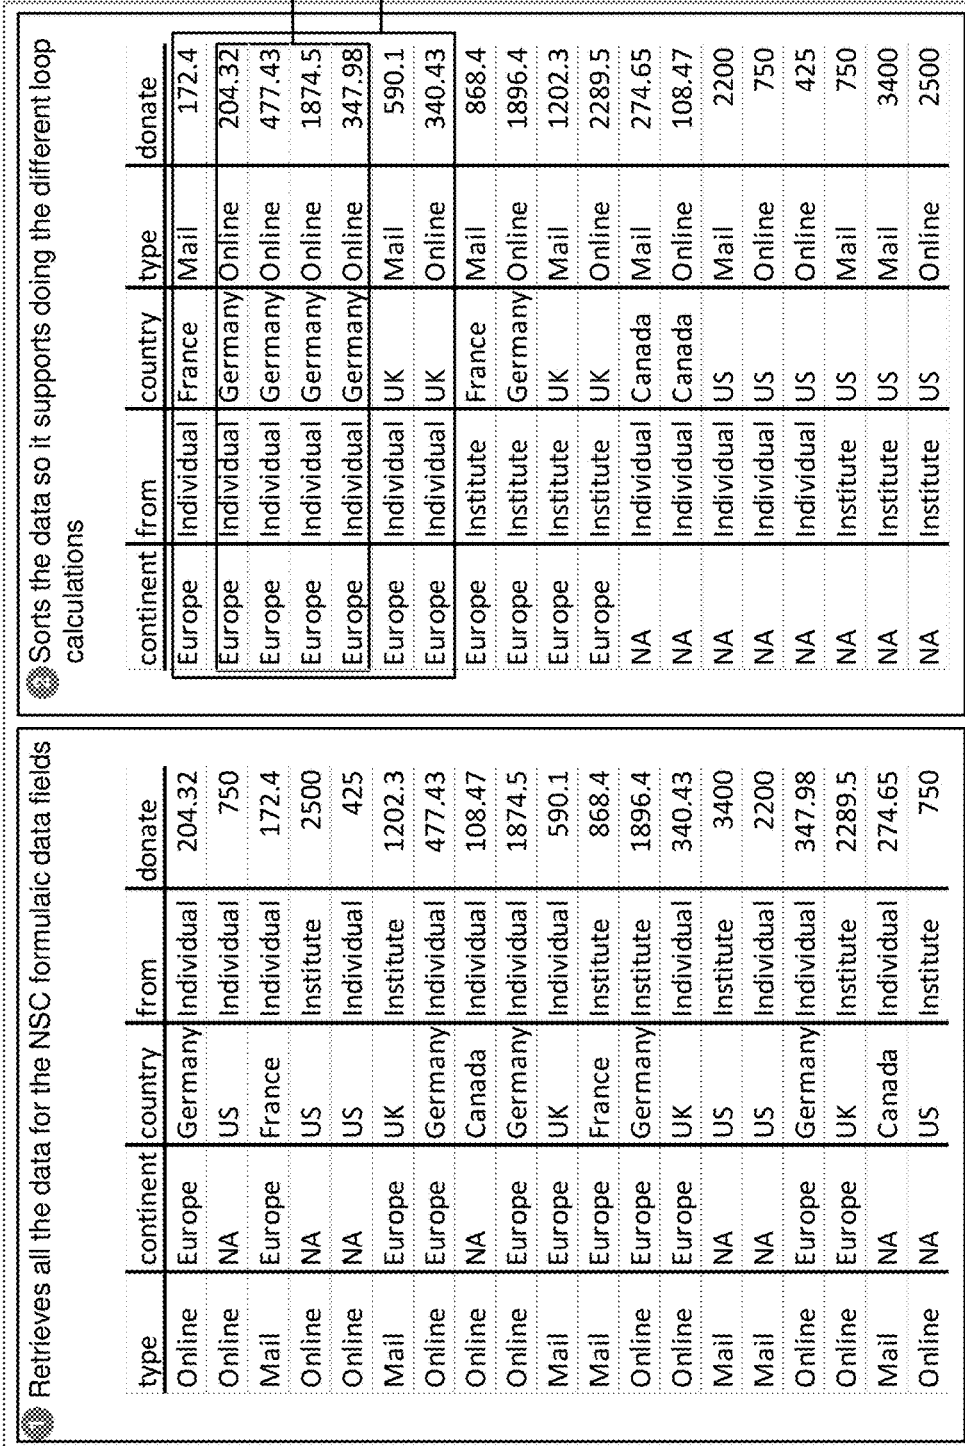 Retrieves all the data for the NSC formulaic data fields
type continent country from donate
Online Europe Germany Individual 204.32
Online NA US Individual 750
Mail Europe France Individual 172.4
Online NA US Institute 2500
Online NA US Individual 425
Mail Europe UK Institute 1202.3
Online Europe Germany Individual 477.43
Online NA Canada Individual 108.47
Online Europe Germany Individual 1874.5
Mail Europe UK Individual 590.1
Mail Europe France Institute 868.4
Online Europe Germany Institute 1896.4
Online Europe UK Individual 340.43
Mail NA US Institute 3400
Mail NA US Individual 2200
Online Europe Germany Individual 347.98
Online Europe UK Institute 2289.5
Mail NA Canada Individual 274.65
Online NA US Institute 750
Sorts the data so it supports doing the different loop
calculations
continent from country type donate
Europe Individual France Mail 172.4
Europe Individual Germany Online 204.32
Europe Individual Germany Online 477.43
Europe Individual Germany Online 1874.5
Europe Individual Germany Online 347.98
Europe Individual UK Mail 590.1
Europe Individual UK Online 340.43
Europe Institute France Mail 868.4
Europe Institute Germany Online 1896.4
Europe Institute UK Mail 1202.3
Europe Institute UK Online 2289.5
NA Individual Canada Mail 274.65
NA Individual Canada Online 108.47
NA Individual US Mail 2200
NA Individual US Online 750
NA Individual US Online 425
NA Institute US Mail 750
NA Institute US Mail 3400
NA Institute US Online 2500